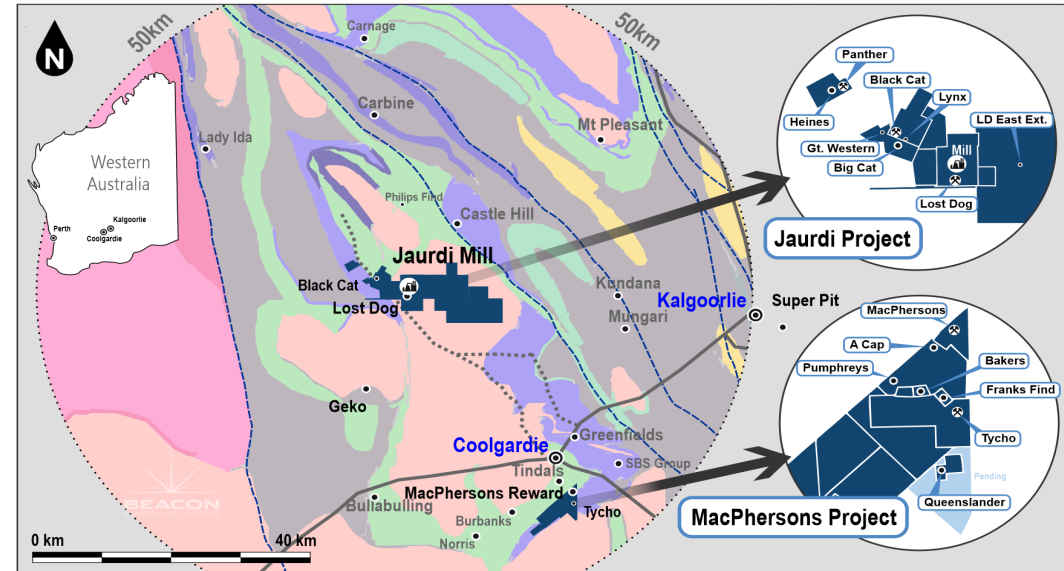 50km
50km
N
Carnage
Carbine
Mt Pleasant
Lady Ida
Western
Australia
Kalgoorlie
Perth
Coolgardie
Philips Find
Castle Hill
Jaurdi Mill
Black Cat
Lost Dog
Kundana
Mungari
Kalgoorlie
Super Pit
Geko
Coolgardie
Greenfields
Tindals
SBS Group
MacPhersons Reward
Bullabulling
Tycho
Burbanks
Norris
BEACON
0 km
40 km
Panther
Black Cat
Lynx
Heines
LD East Ext.
Gt. Western
Mill
Big Cat
Lost Dog
Jaurdi Project
MacPhersons
A Cap
Bakers
Pumphreys
Franks Find
Tycho
Pending
Queenslander
MacPhersons Project